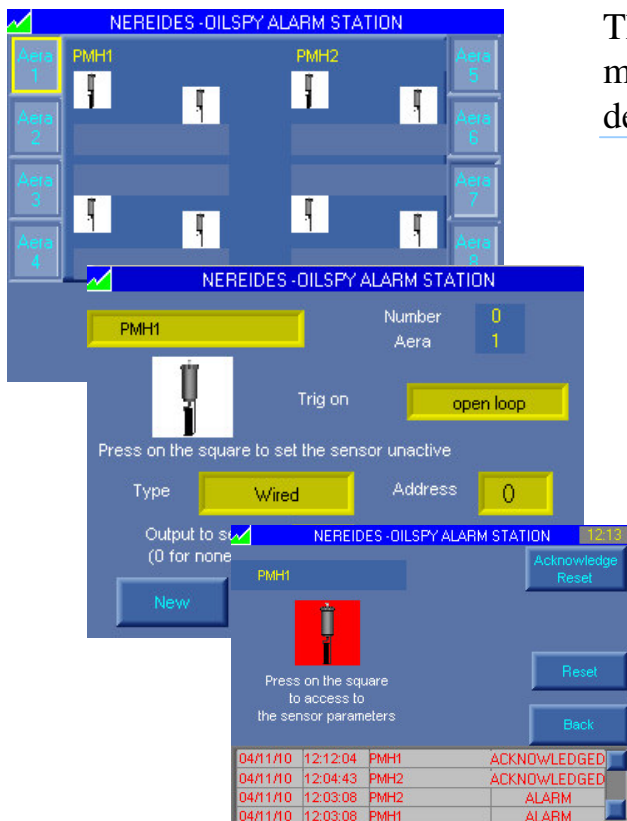 NEREIDES -OILSPY ALARM STATION
Aera 1
PMH1
PMH2
Aera 5
Aera 2
Aera 6
Aera 3
Aera 7
Aera 4
Aera 8
NEREIDES -OILSPY ALARM STATION
PMH1
Number 0
Aera 1
Trig on
open loop
Press on the square to set the sensor unactive
Type
Wired
Address
0
Output to
(0 for none
New
NEREIDES -OILSPY ALARM STATION 12:13
PMH1
Acknowledge
Reset
Press on the square
to access to
the sensor parameters
Reset
Back
04/11/10 12:12:04 PMH1 ACKNOWLEDGED
04/11/10 12:04:43 PMH2 ACKNOWLEDGED
04/11/10 12:03:08 PMH2 ALARM
04/11/10 12:03:08 PMH1 ALARM